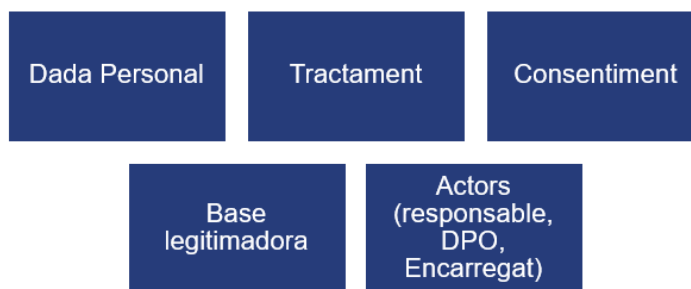 Dada Personal
Tractament
Consentiment
Base
legitimadora
Actors
(responsable,
DPO,
Encarregat)